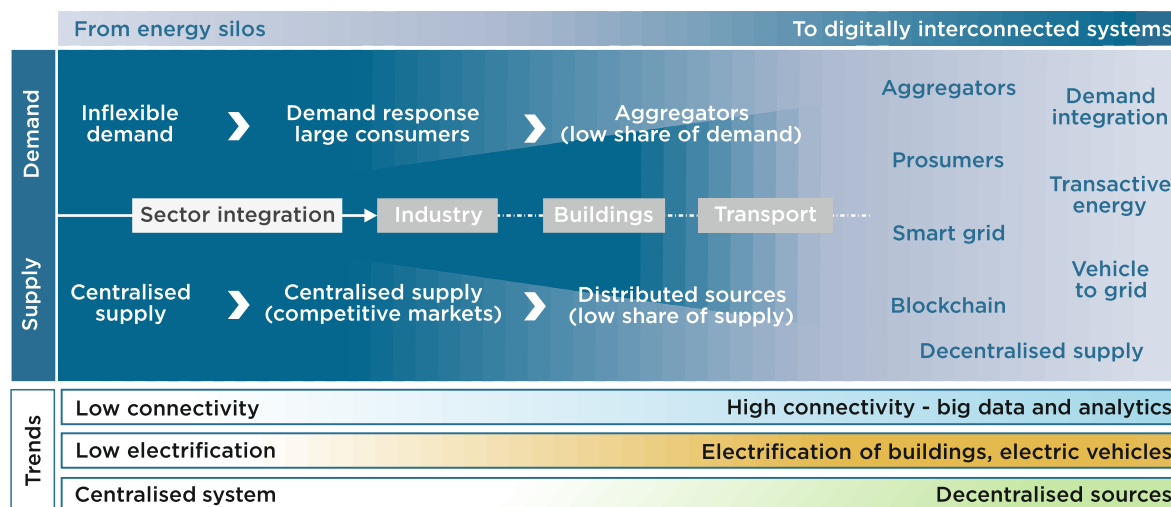 From energy silos
To digitally interconnected systems
Demand
Inflexible
demand
Demand response
large consumers
Aggregators
(low share of demand)
Aggregators
Demand
integration
Prosumers
Transactive
energy
Sector integration
Industry
Buildings
Transport
Smart grid
Supply
Centralised
supply
Centralised supply
(competitive markets)
Distributed sources
(low share of supply)
Vehicle
to grid
Blockchain
Decentralised supply
Trends
Low connectivity
High connectivity - big data and analytics
Low electrification
Electrification of buildings, electric vehicles
Centralised system
Decentralised sources